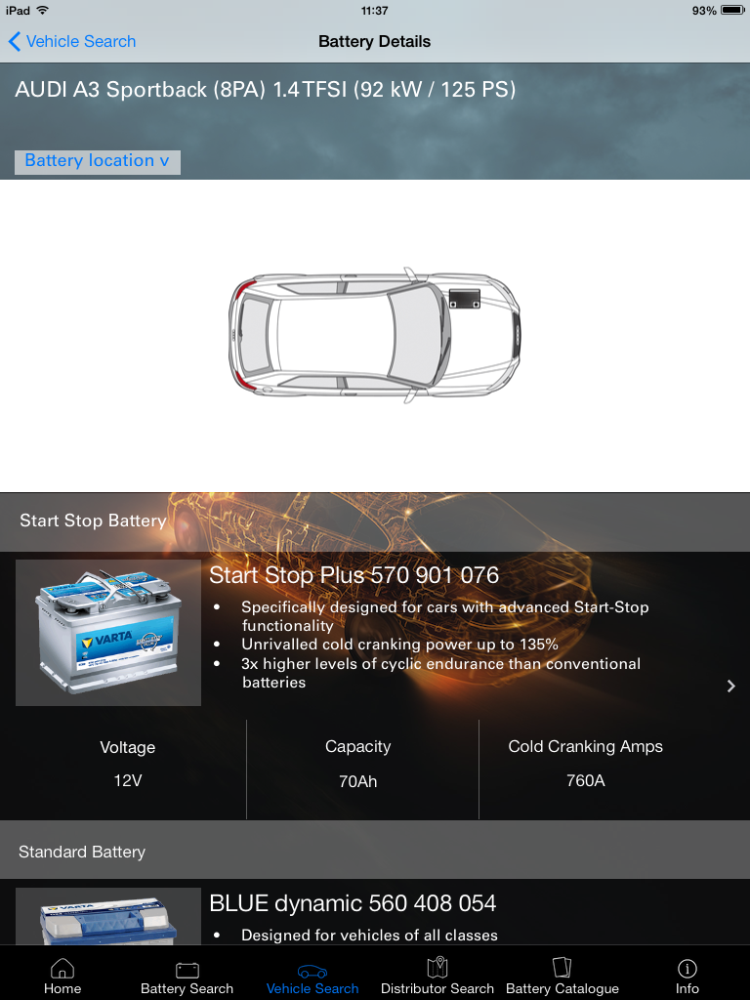 iPad
11:37
93%
Vehicle Search
Battery Details
AUDI A3 Sportback (8PA) 1.4 TFSI (92 kW / 125 PS)
Battery location v
Start Stop Battery
Start Stop Plus 570 901 076
• Specifically designed for cars with advanced Start-Stop
functionality
• Unrivalled cold cranking power up to 135%
• 3x higher levels of cyclic endurance than conventional
batteries
VARTA
Voltage
Capacity
Cold Cranking Amps
12V
70Ah
760A
Standard Battery
BLUE dynamic 560 408 054
• Designed for vehicles of all classes
VARTA
Home
Battery Search
Vehicle Search
Distributor Search
Battery Catalogue
Info